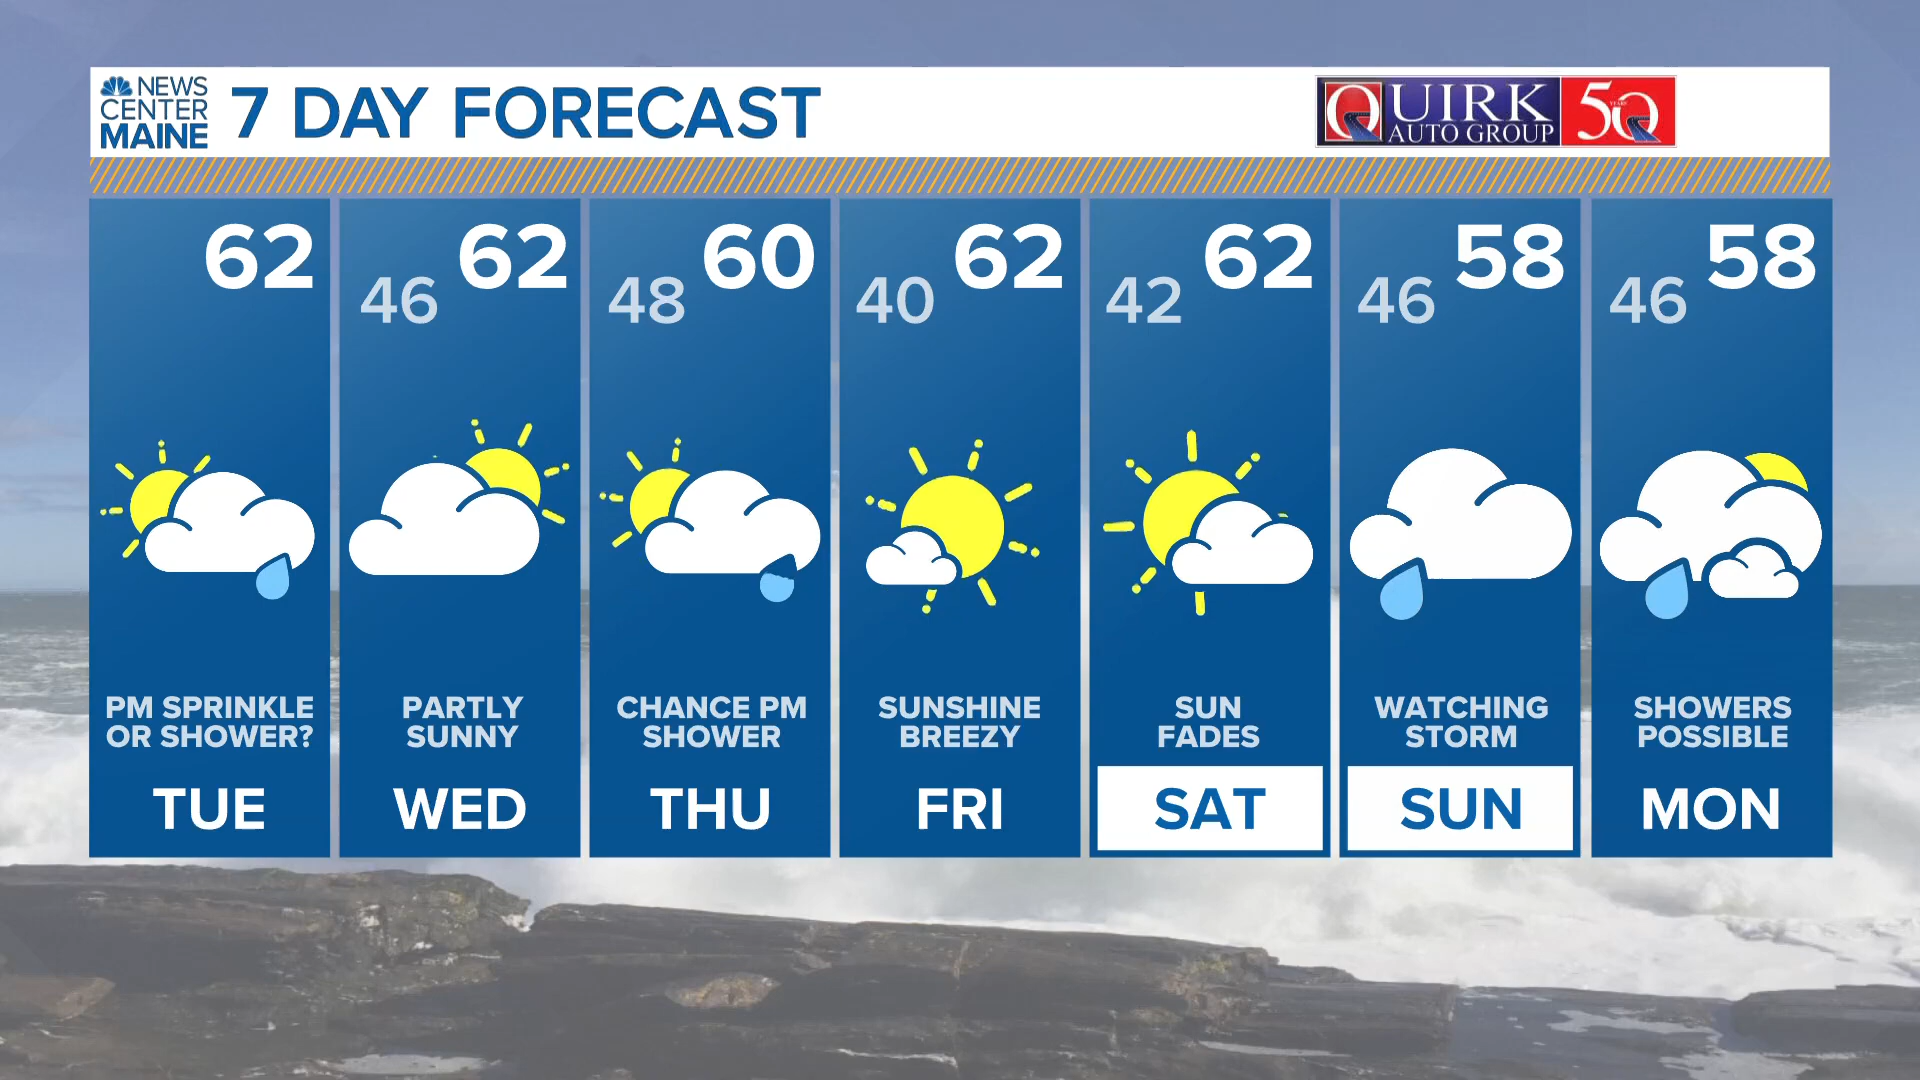 NEWS
CENTER
MAINE
7 DAY FORECAST
QUIRK
AUTO GROUP
50
YEARS
62
46 62
48 60
40 62
42 62
46 58
46 58
PM SPRINKLE
OR SHOWER?
PARTLY
SUNNY
CHANCE PM
SHOWER
SUNSHINE
BREEZY
SUN
FADES
WATCHING
STORM
SHOWERS
POSSIBLE
TUE
WED
THU
FRI
SAT
SUN
MON